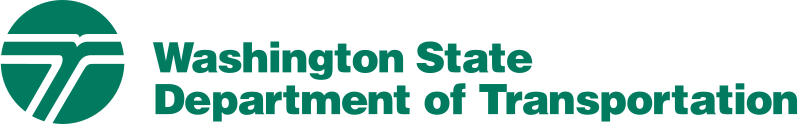 Washington State
Department of Transportation